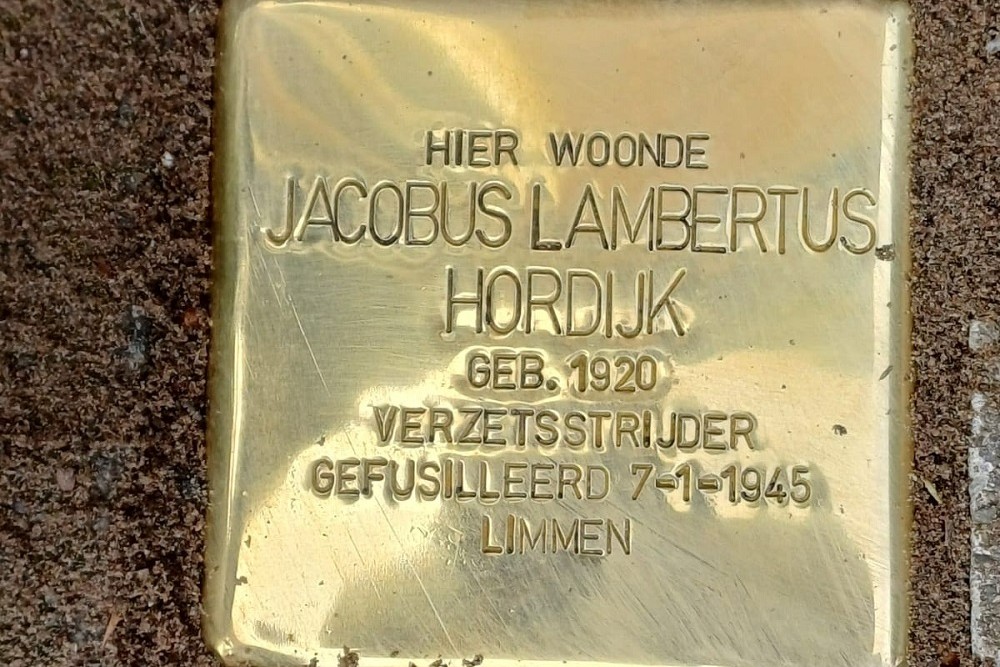 HIER WOONDE
JACOBUS LAMBERTUS
HORDIJK
GEB. 1920
VERZETSSTRIJDER
GEFUSILLEERD 7-1-1945
LIMMEN